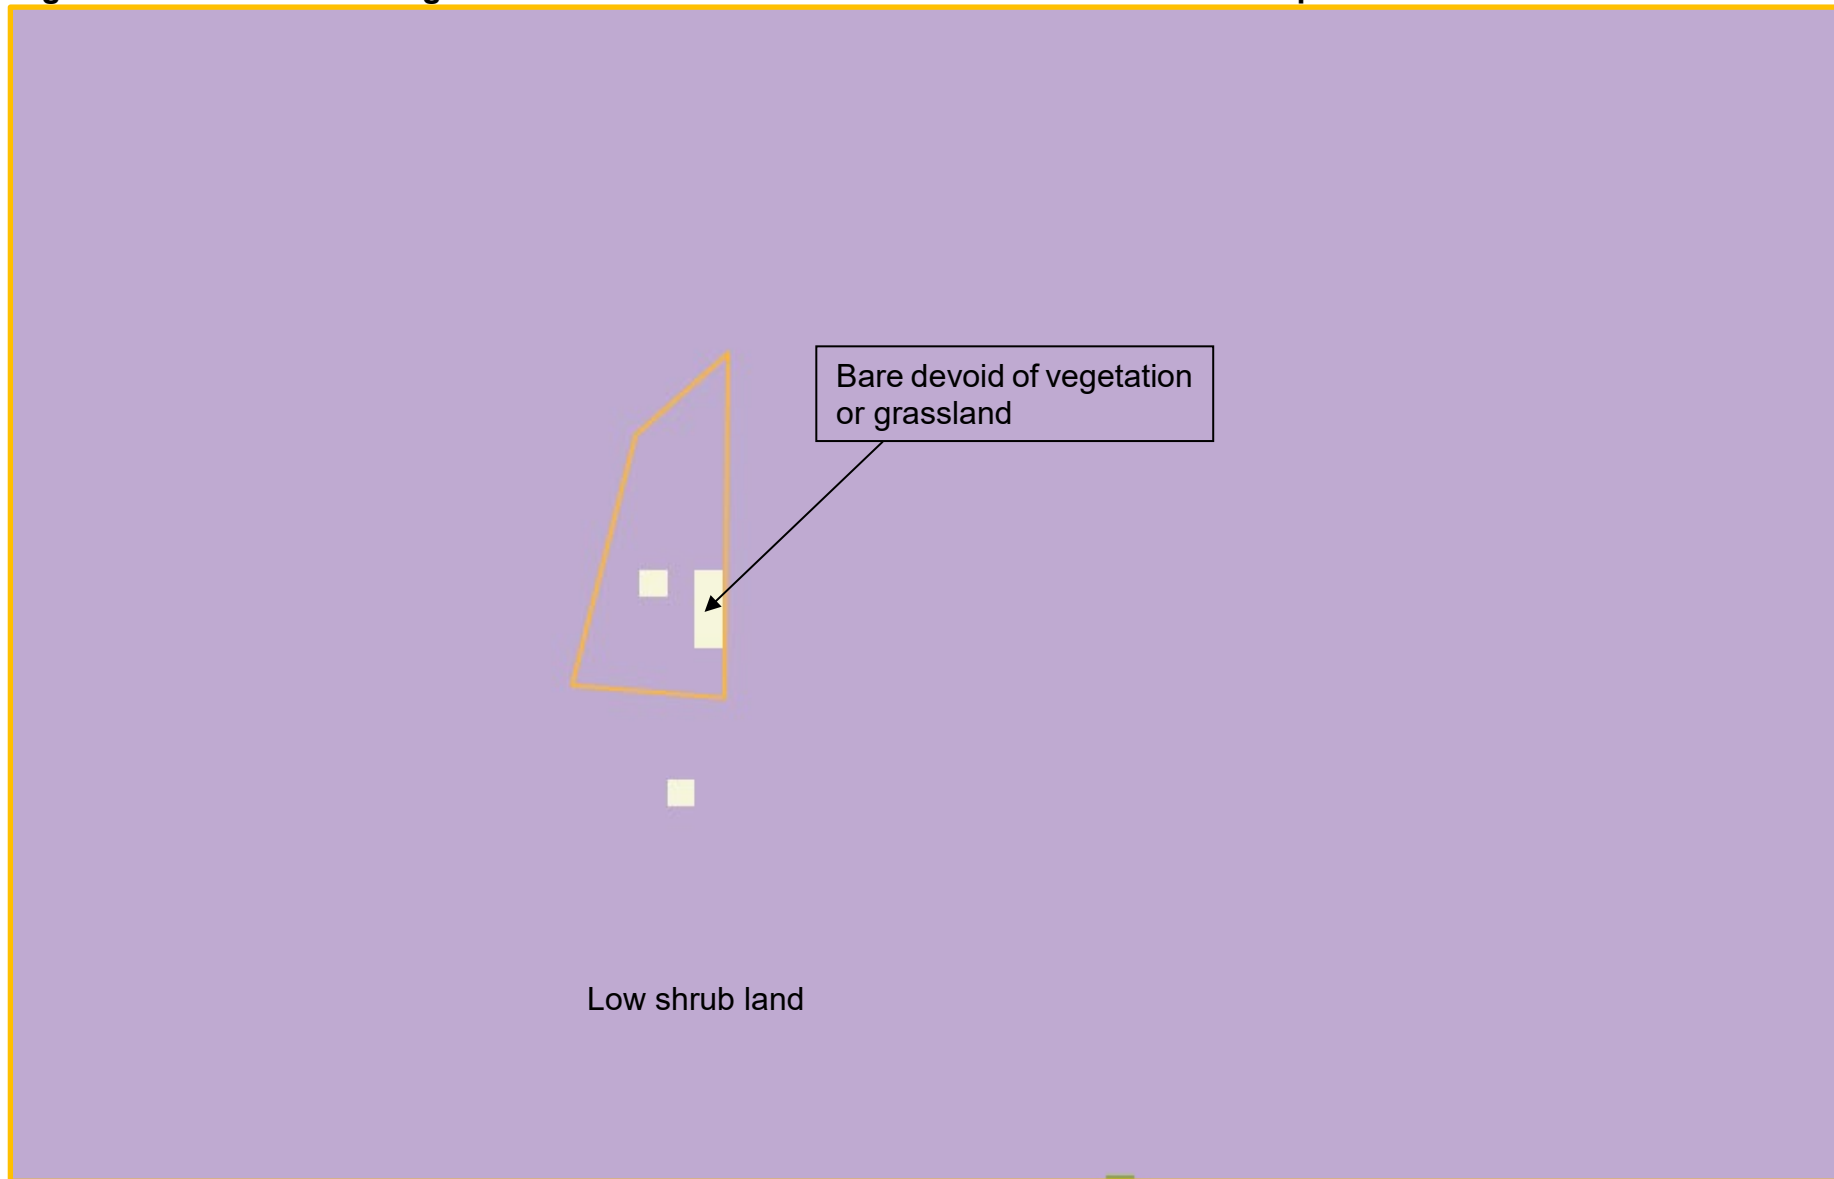 Bare devoid of vegetation
or grassland
Low shrub land